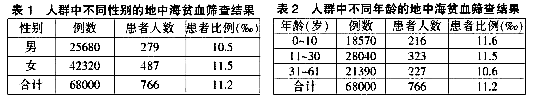 表 1 人群中不同性别的地中海贫血筛查结果
性别 例数 患者人数 患者比例(‰)
男 25680 279 10.5
女 42320 487 11.5
合计 68000 766 11.2
表 2 人群中不同年龄的地中海贫血筛查结果
年龄(岁) 例数 患者人数 患者比例(‰)
0~10 18570 216 11.6
11~30 28040 323 11.5
31~61 21390 227 10.6
合计 68000 766 11.2